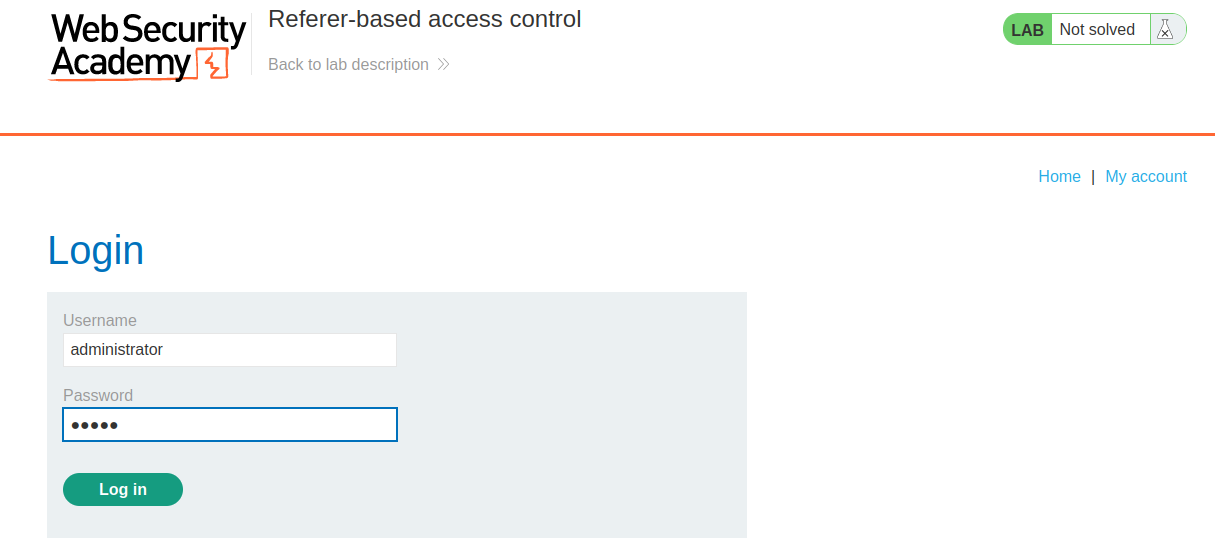 Web Security
Academy
Referer-based access control
Back to lab description
LAB Not solved
Home | My account
Login
Username
administrator
Password
•••••
Log in